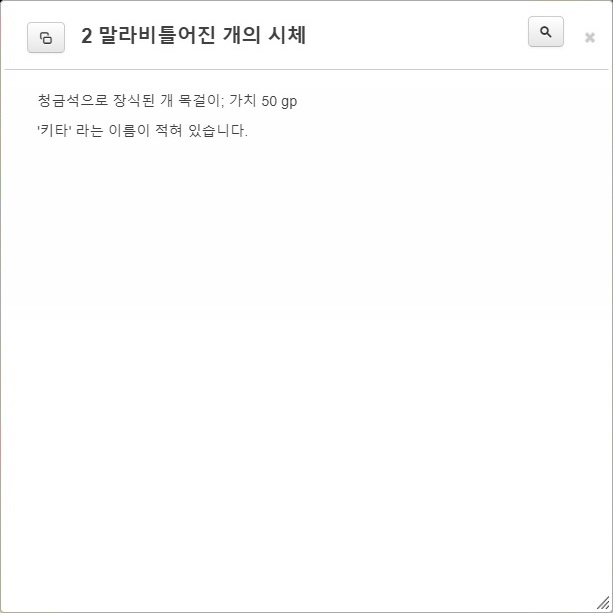 2 말라비틀어진 개의 시체
청금석으로 장식된 개 목걸이; 가치 50 gp
'키타' 라는 이름이 적혀 있습니다.